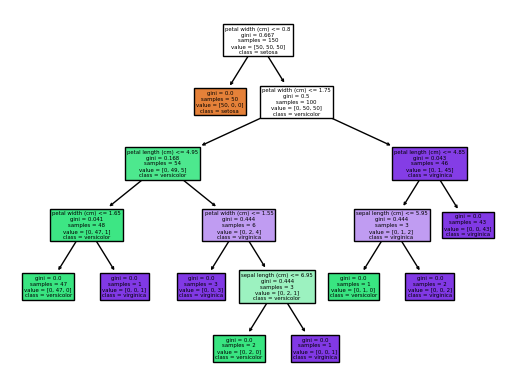 petal width (cm) <= 0.8
gini = 0.667
samples = 150
value = [50, 50, 50]
class = setosa
gini = 0.0
samples = 50
value = [50, 0, 0]
class = setosa
petal width (cm) <= 1.75
gini = 0.5
samples = 100
value = [0, 50, 50]
class = versicolor
petal length (cm) <= 4.95
gini = 0.168
samples = 54
value = [0, 49, 5]
class = versicolor
petal length (cm) <= 4.85
gini = 0.043
samples = 46
value = [0, 1, 45]
class = virginica
petal width (cm) <= 1.65
gini = 0.041
samples = 48
value = [0, 47, 1]
class = versicolor
petal width (cm) <= 1.55
gini = 0.444
samples = 6
value = [0, 2, 4]
class = virginica
sepal length (cm) <= 5.95
gini = 0.444
samples = 3
value = [0, 1, 2]
class = virginica
gini = 0.0
samples = 43
value = [0, 0, 43]
class = virginica
gini = 0.0
samples = 47
value = [0, 47, 0]
class = versicolor
gini = 0.0
samples = 1
value = [0, 0, 1]
class = virginica
gini = 0.0
samples = 3
value = [0, 0, 3]
class = virginica
sepal length (cm) <= 6.95
gini = 0.444
samples = 3
value = [0, 2, 1]
class = versicolor
gini = 0.0
samples = 1
value = [0, 1, 0]
class = versicolor
gini = 0.0
samples = 2
value = [0, 0, 2]
class = virginica
gini = 0.0
samples = 2
value = [0, 2, 0]
class = versicolor
gini = 0.0
samples = 1
value = [0, 0, 1]
class = virginica